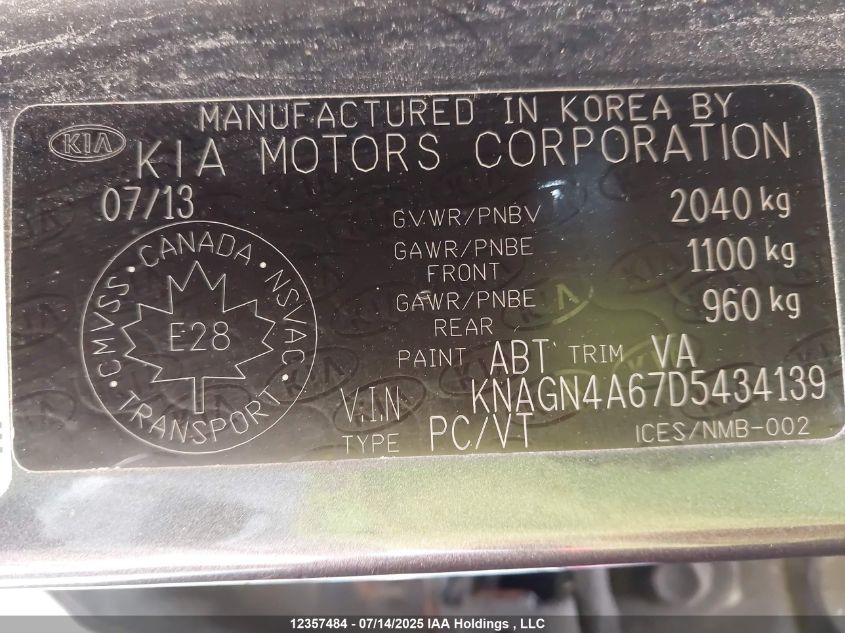 MANUFACTURED IN KOREA BY
KIA
KIA MOTORS CORPORATION
07/13
GVWR/PNBV 2040 kg
GAWR/PNBE FRONT 1100 kg
GAWR/PNBE REAR 960 kg
PAINT ABT TRIM VA
V.I.N KNAGN4A67D5434139
TYPE PC/VT ICES/NMB-002
CMVSS • CANADA • NSVAC •
E28
TRANSPORT •
12357484 - 07/14/2025 IAA Holdings , LLC